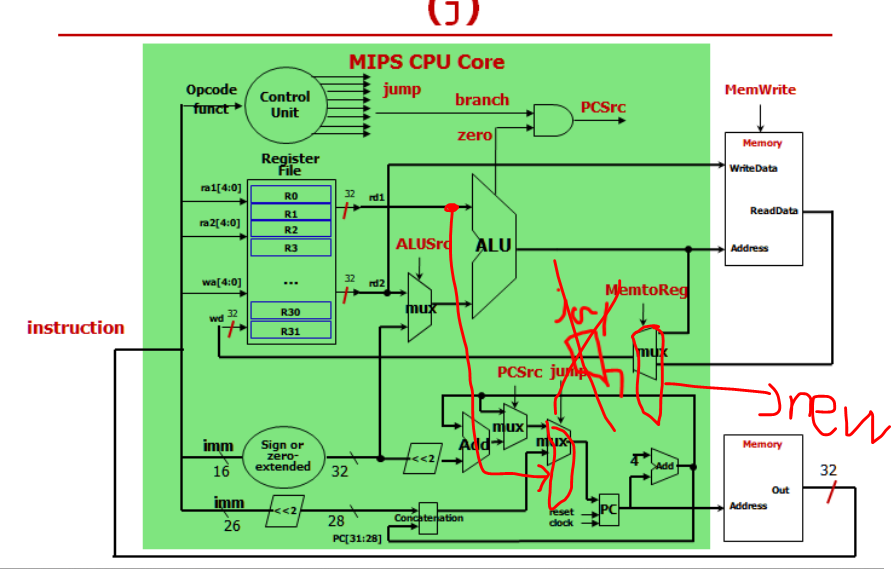 (j)
MIPS CPU Core
MemWrite
Opcode
funct
Control
Unit
jump
branch
PCSrc
zero
Memory
WriteData
ReadData
Address
Register
File
ra1[4:0]
R0
32
rd1
R1
ra2[4:0]
R2
R3
ALUSrc
ALU
...
wa[4:0]
32
rd2
mux
MemtoReg
wd
32
R30
R31
mux
instruction
PCSrc
jump
new
imm
16
Sign or
zero-
extended
32
<<2
Add
mux
mux
4
Add
Memory
Out
32
Address
imm
26
<<2
28
Concatenation
reset
clock
PC
PC[31:28]